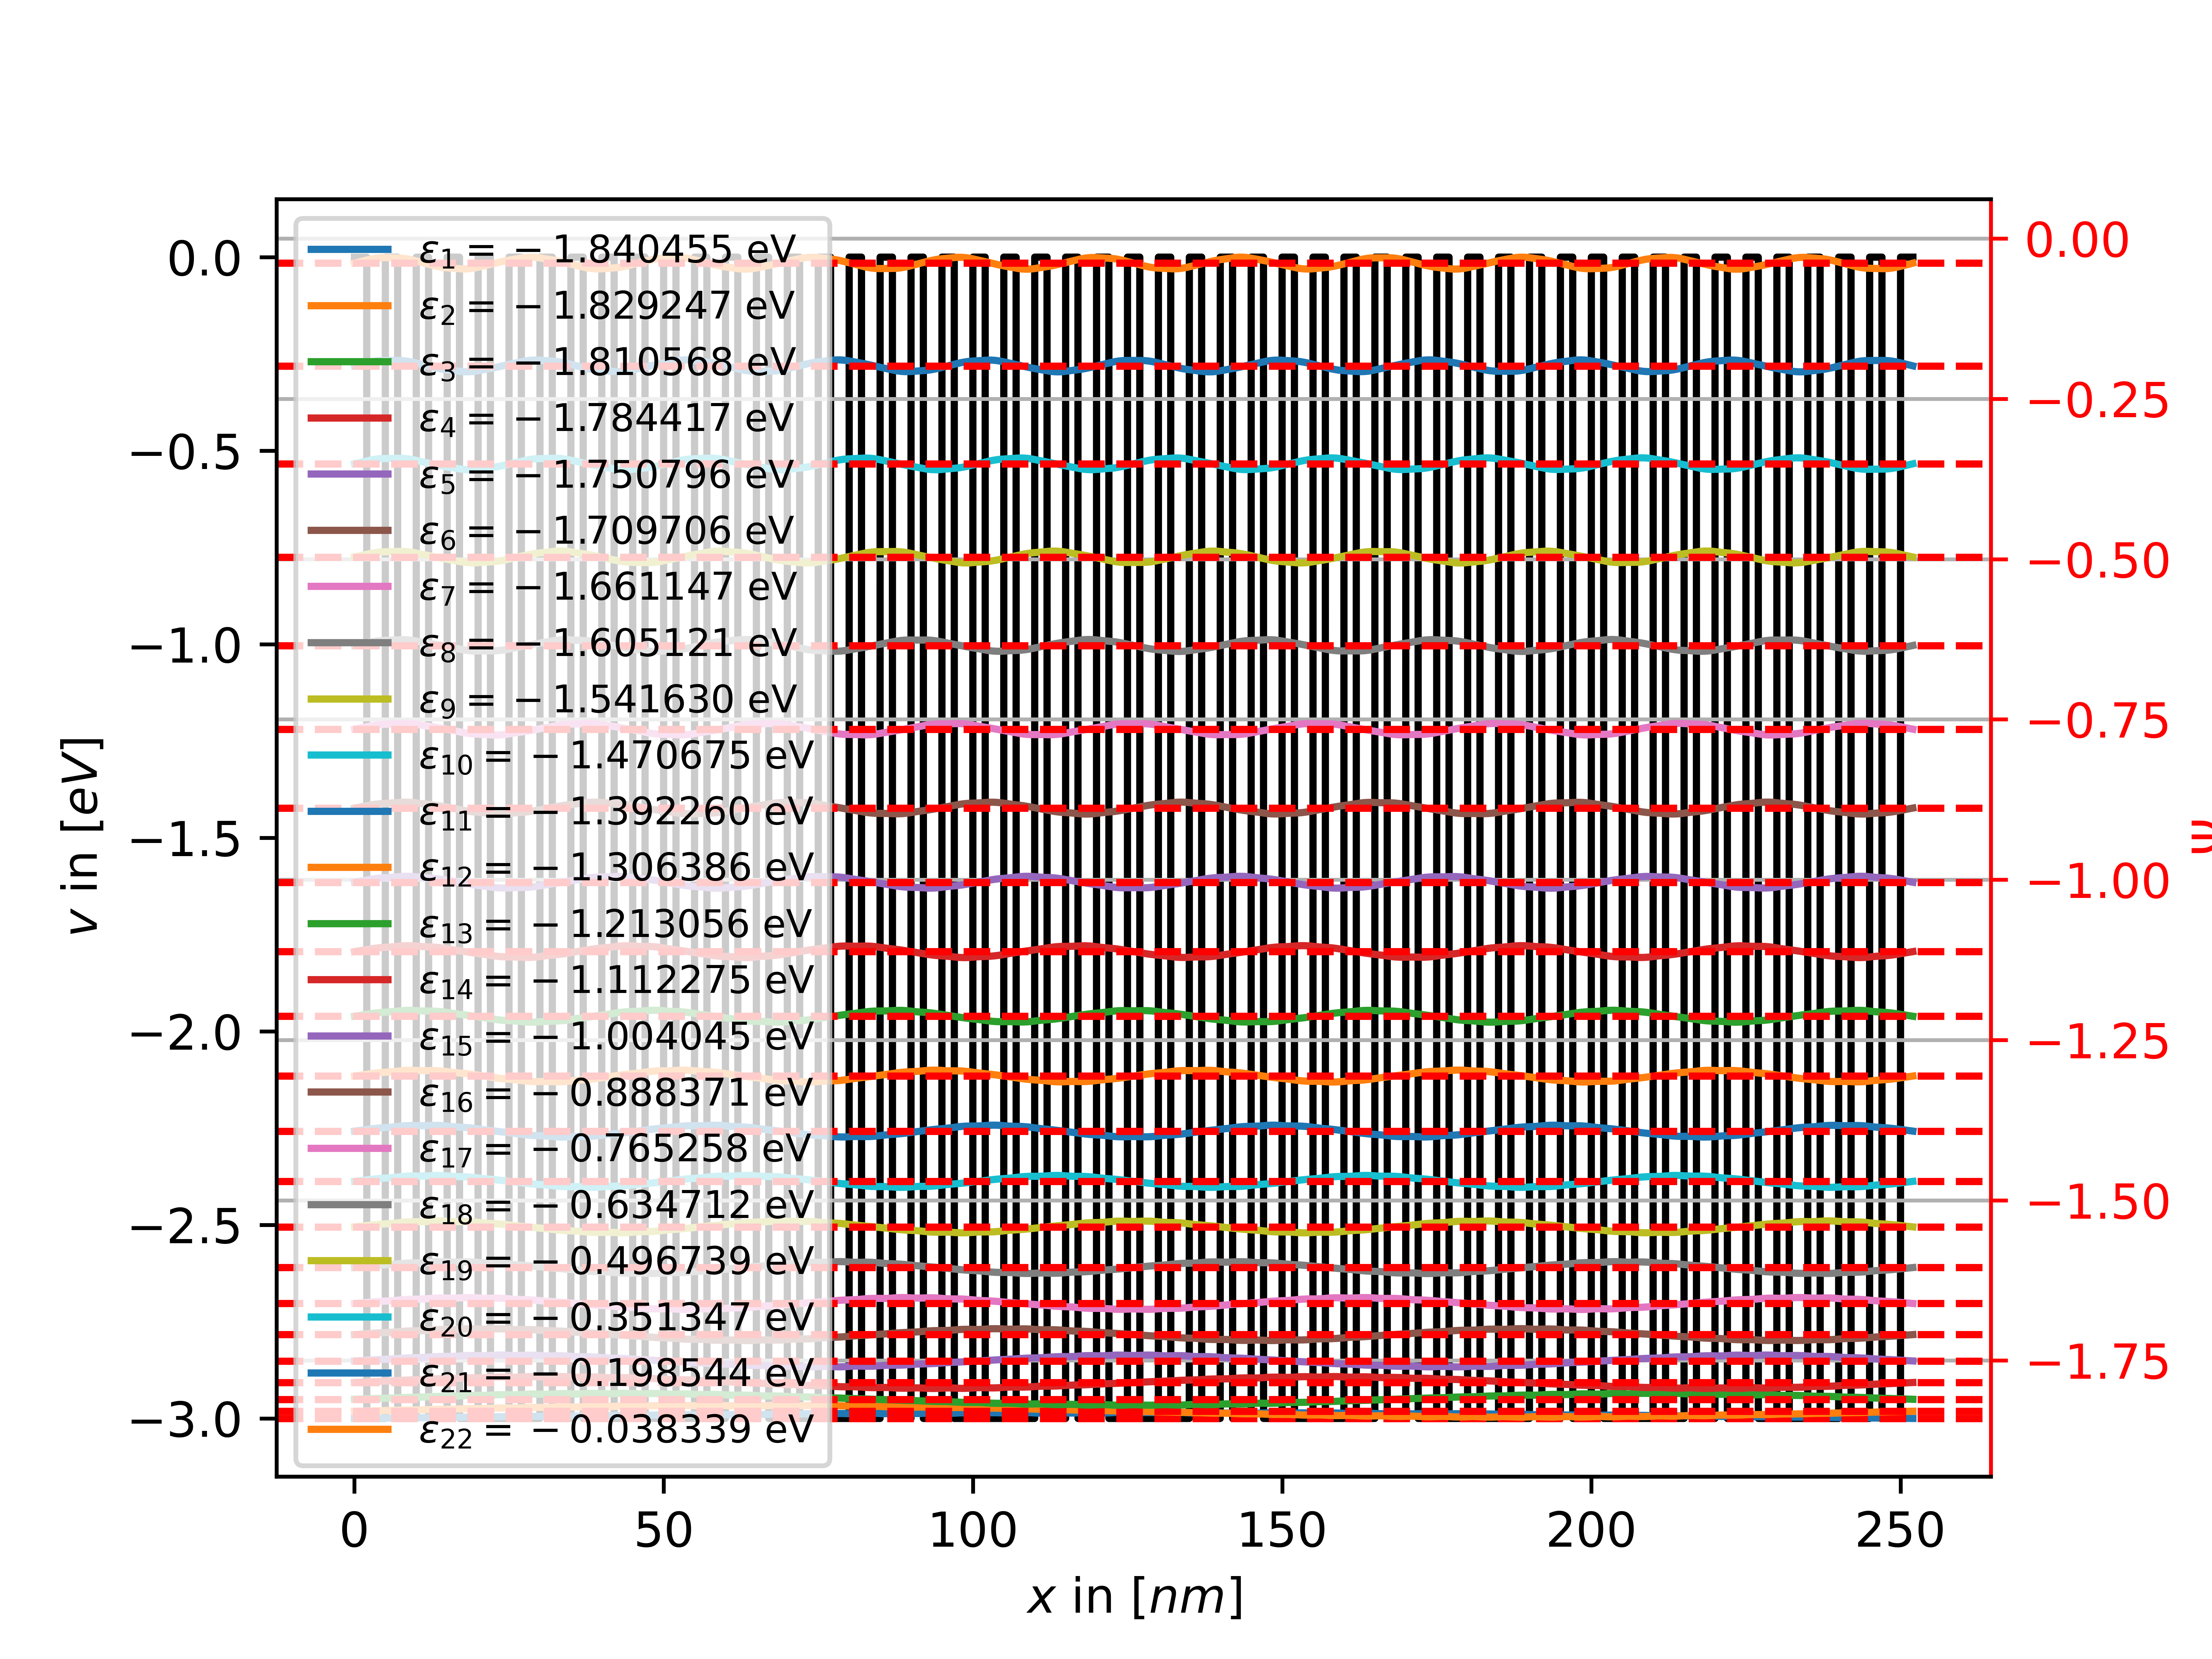 0.0
−0.5
−1.0
−1.5
−2.0
−2.5
−3.0
v in [eV]
ε1 = − 1.840455 eV
ε2 = − 1.829247 eV
ε3 = − 1.810568 eV
ε4 = − 1.784417 eV
ε5 = − 1.750796 eV
ε6 = − 1.709706 eV
ε7 = − 1.661147 eV
ε8 = − 1.605121 eV
ε9 = − 1.541630 eV
ε10 = − 1.470675 eV
ε11 = − 1.392260 eV
ε12 = − 1.306386 eV
ε13 = − 1.213056 eV
ε14 = − 1.112275 eV
ε15 = − 1.004045 eV
ε16 = − 0.888371 eV
ε17 = − 0.765258 eV
ε18 = − 0.634712 eV
ε19 = − 0.496739 eV
ε20 = − 0.351347 eV
ε21 = − 0.198544 eV
ε22 = − 0.038339 eV
0.00
−0.25
−0.50
−0.75
−1.00
−1.25
−1.50
−1.75
0 50 100 150 200 250
x in [nm]